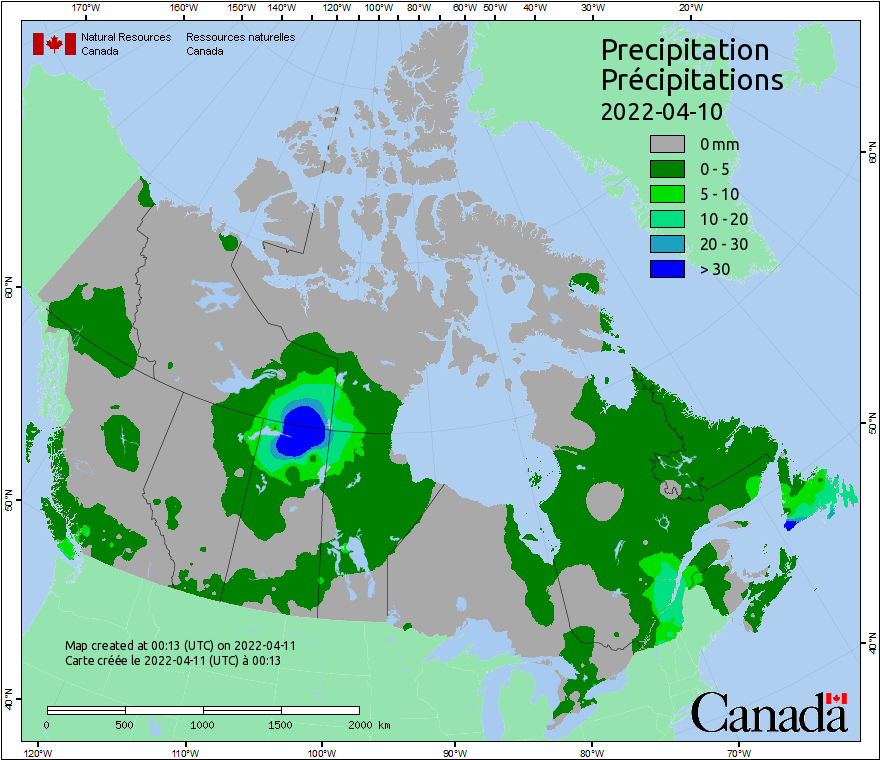 170°W 160°W 150°W 140°W 130°W 120°W 110°W 100°W 90°W 80°W 70°W 60°W 50°W 40°W 30°W 20°W
Natural Resources Ressources naturelles
Canada Canada
Precipitation
Précipitations
2022-04-10
0 mm
0 - 5
5 - 10
10 - 20
20 - 30
> 30
60°N
60°N
50°N
50°N
40°N
40°N
Map created at 00:13 (UTC) on 2022-04-11
Carte créée le 2022-04-11 (UTC) à 00:13
0 500 1000 1500 2000 km
Canada
120°W 110°W 100°W 90°W 80°W 70°W